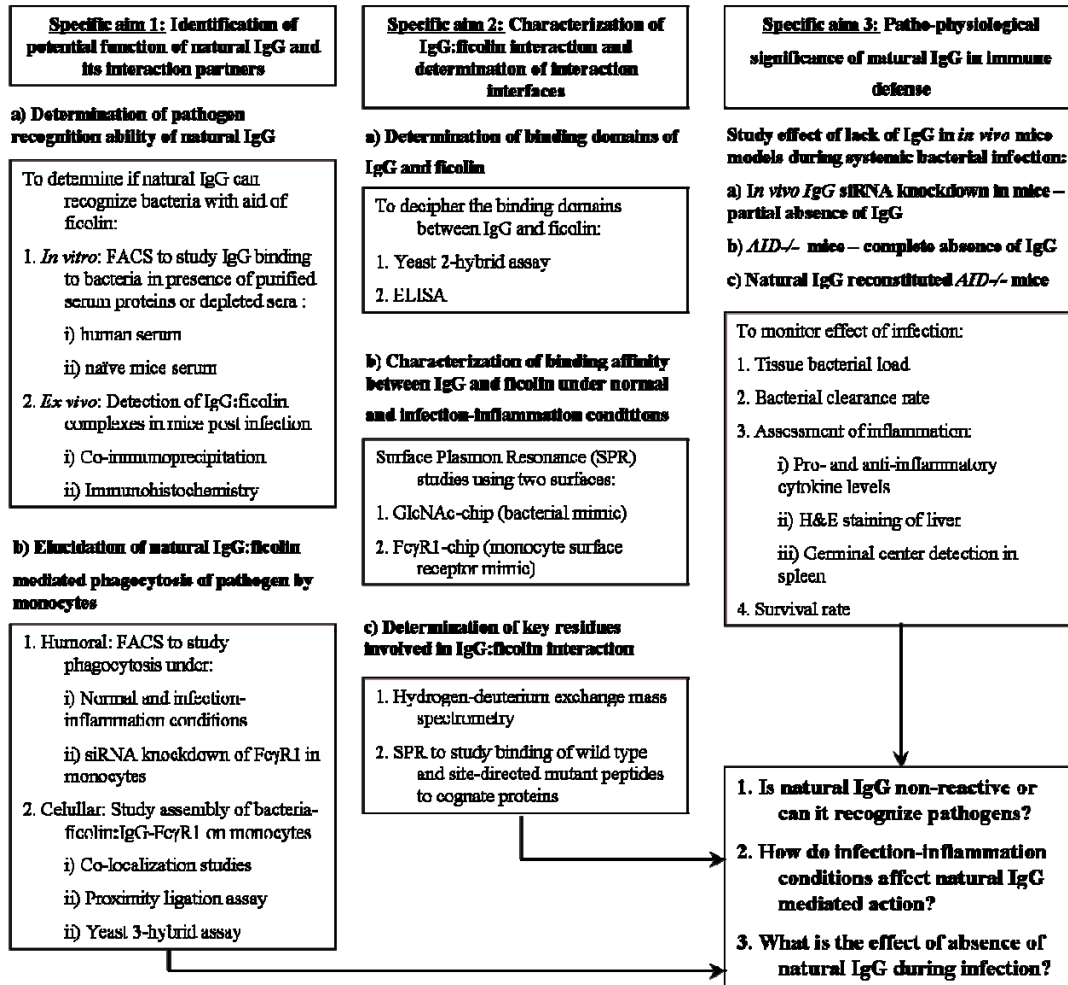 Specific aim 1: Identification of
potential function of natural IgG and
its interaction partners
a) Determination of pathogen
recognition ability of natural IgG
To determine if natural IgG can
recognize bacteria with aid of
ficolin:
1. In vitro: FACS to study IgG binding
to bacteria in presence of purified
serum proteins or depleted sera :
i) human serum
ii) naïve mice serum
2. Ex vivo: Detection of IgG:ficolin
complexes in mice post infection
i) Co-immunoprecipitation
ii) Immunohistochemistry
b) Elucidation of natural IgG:ficolin
mediated phagocytosis of pathogen by
monocytes
1. Humoral: FACS to study
phagocytosis under:
i) Normal and infection-
inflammation conditions
ii) siRNA knockdown of FcγR1 in
monocytes
2. Celullar: Study assembly of bacteria-
ficolin:IgG-FcγR1 on monocytes
i) Co-localization studies
ii) Proximity ligation assay
ii) Yeast 3-hybrid assay
Specific aim 2: Characterization of
IgG:ficolin interaction and
determination of interaction
interfaces
a) Determination of binding domains of
IgG and ficolin
To decipher the binding domains
between IgG and ficolin:
1. Yeast 2-hybrid assay
2. ELISA
b) Characterization of binding affinity
between IgG and ficolin under normal
and infection-inflammation conditions
Surface Plasmon Resonance (SPR)
studies using two surfaces:
1. GlcNAc-chip (bacterial mimic)
2. FcγR1-chip (monocyte surface
receptor mimic)
c) Determination of key residues
involved in IgG:ficolin interaction
1. Hydrogen-deuterium exchange mass
spectrometry
2. SPR to study binding of wild type
and site-directed mutant peptides
to cognate proteins
Specific aim 3: Patho-physiological
significance of natural IgG in immune
defense
Study effect of lack of IgG in in vivo mice
models during systemic bacterial infection:
a) In vivo IgG siRNA knockdown in mice –
partial absence of IgG
b) AID-/- mice – complete absence of IgG
c) Natural IgG reconstituted AID-/- mice
To monitor effect of infection:
1. Tissue bacterial load
2. Bacterial clearance rate
3. Assessment of inflammation:
i) Pro- and anti-inflammatory
cytokine levels
ii) H&E staining of liver
iii) Germinal center detection in
spleen
4. Survival rate
1. Is natural IgG non-reactive or
can it recognize pathogens?
2. How do infection-inflammation
conditions affect natural IgG
mediated action?
3. What is the effect of absence of
natural IgG during infection?